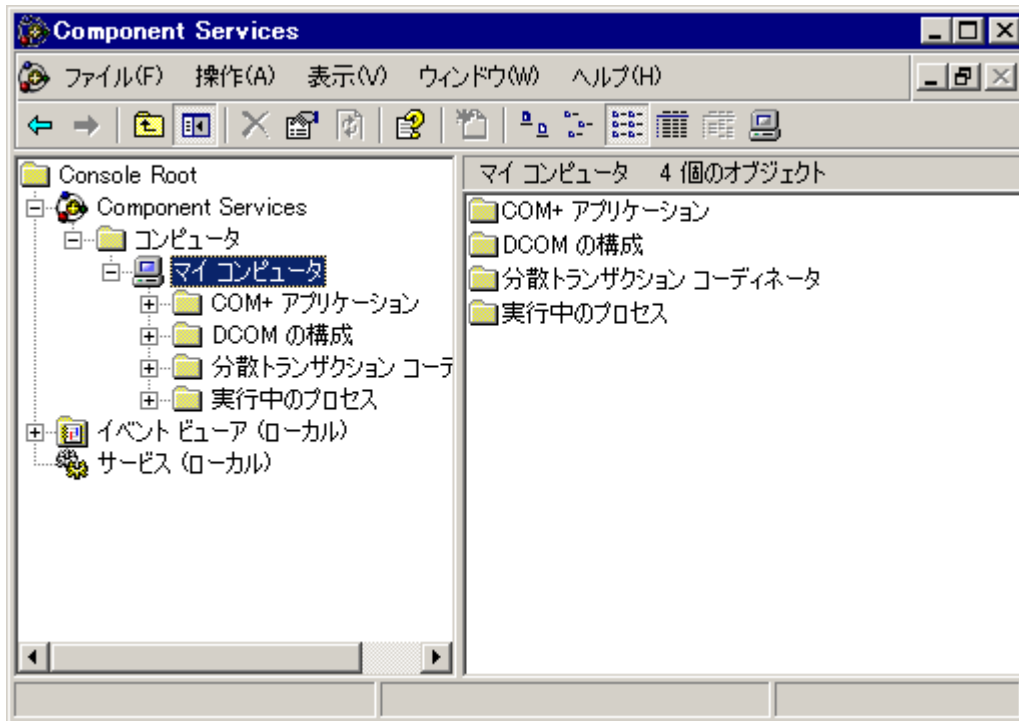 Component Services
ファイル(F) 操作(A) 表示(V) ウィンドウ(W) ヘルプ(H)
Console Root
Component Services
コンピュータ
マイ コンピュータ
COM+ アプリケーション
DCOM の構成
分散トランザクション コーデ
実行中のプロセス
イベント ビューア (ローカル)
サービス (ローカル)
マイ コンピュータ 4 個のオブジェクト
COM+ アプリケーション
DCOM の構成
分散トランザクション コーディネータ
実行中のプロセス